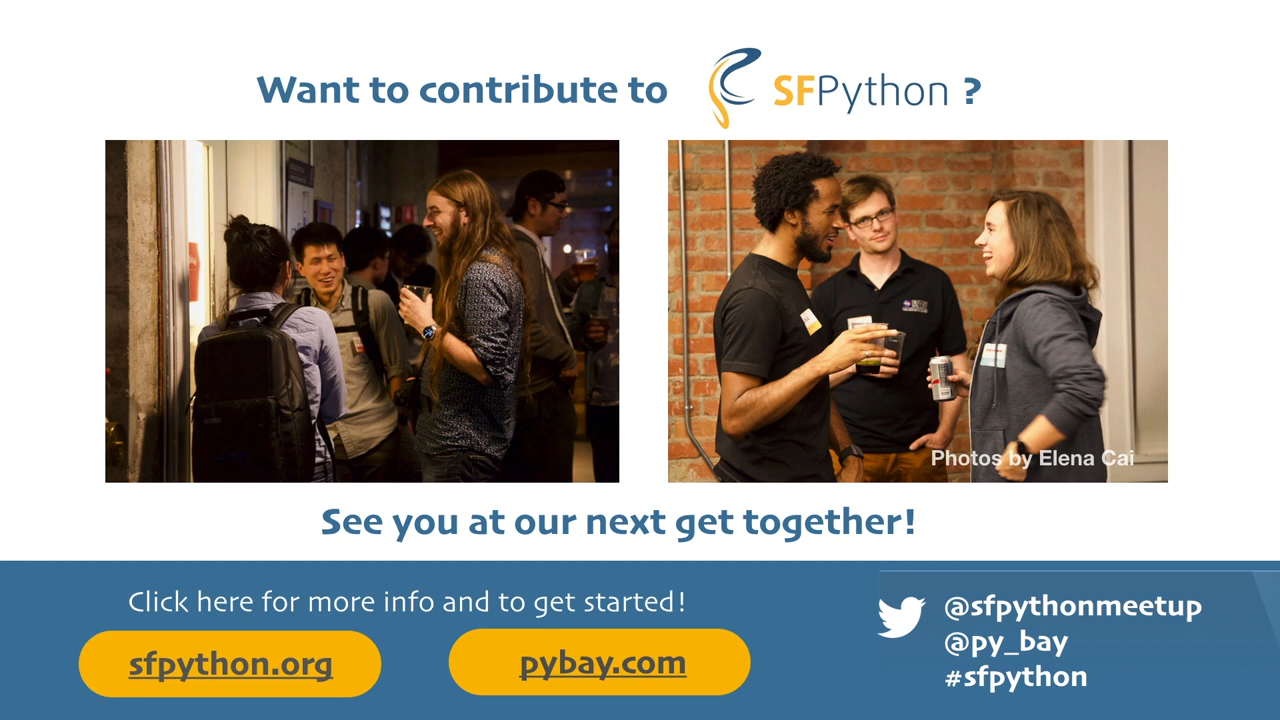 Want to contribute to SFPython ?
Photos by Elena Cai
See you at our next get together!
Click here for more info and to get started!
sfpython.org
pybay.com
@sfpythonmeetup
@py_bay
#sfpython